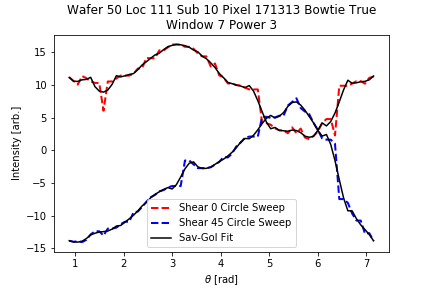 Wafer 50 Loc 111 Sub 10 Pixel 171313 Bowtie True
Window 7 Power 3
Intensity [arb.]
15
10
5
0
−5
−10
−15
Shear 0 Circle Sweep
Shear 45 Circle Sweep
Sav-Gol Fit
1
2
3
4
5
6
7
θ [rad]